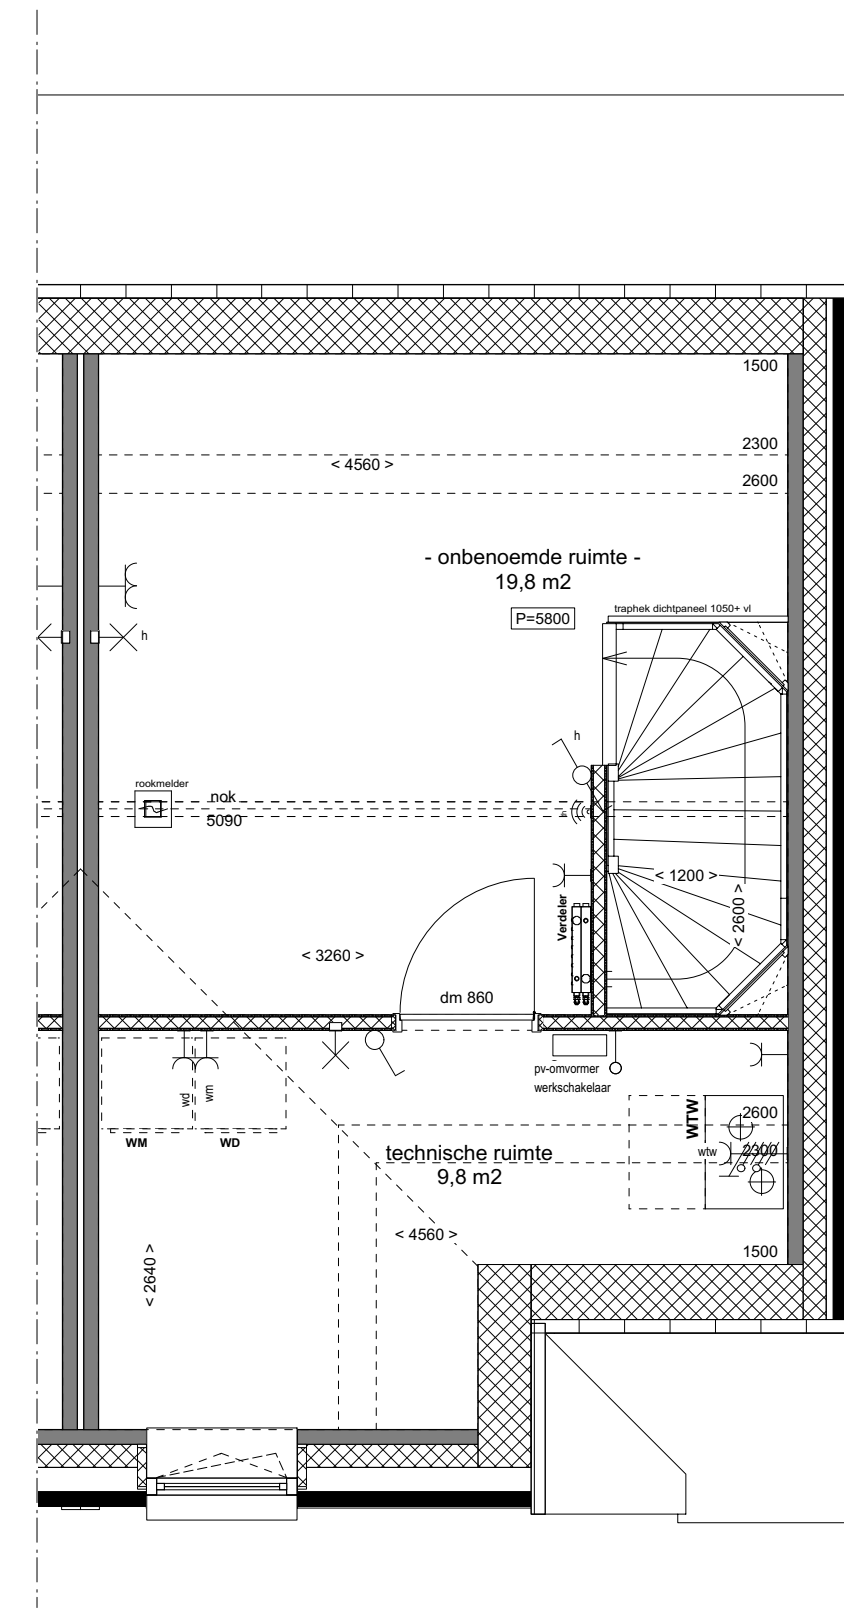 1500
2300
< 4560 >
2600
- onbenoemde ruimte -
19,8 m2
traphek dichtpaneel 1050+ vl
P=5800
h
h
rookmelder
nok
5090
< 1200 >
< 2600 >
Verdeler
< 3260 >
dm 860
pv-omvormer
werkschakelaar
wd
wm
WM
WD
WTW
2600
wtw
2300
technische ruimte
9,8 m2
< 4560 >
1500
< 2640 >